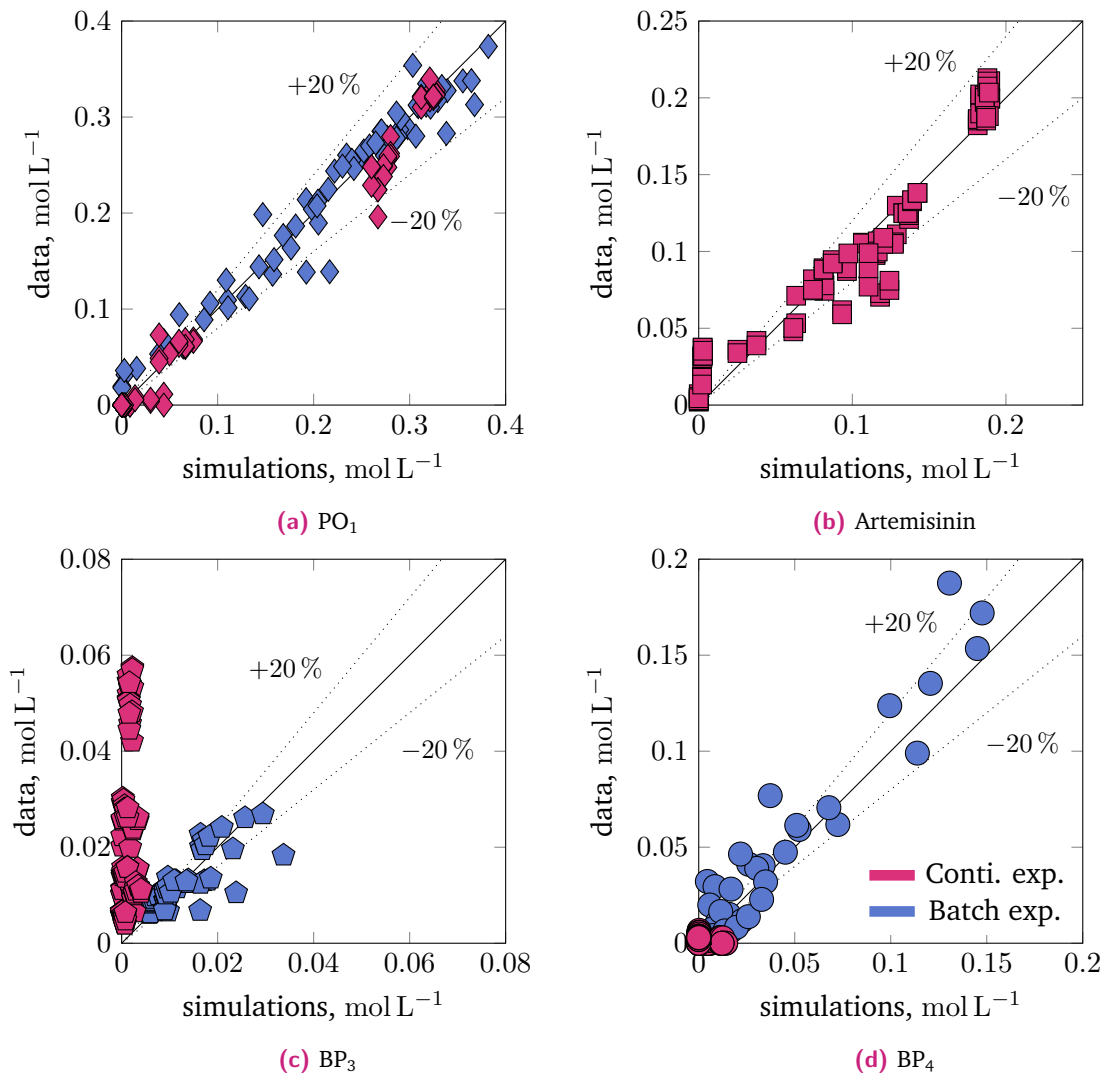 0.4
0.3
0.2
0.1
0
data, mol L⁻¹
+20 %
−20 %
0 0.1 0.2 0.3 0.4
simulations, mol L⁻¹
(a) PO₁
0.25
0.2
0.15
0.1
0.05
0
data, mol L⁻¹
+20 %
−20 %
0 0.1 0.2
simulations, mol L⁻¹
(b) Artemisinin
0.08
0.06
0.04
0.02
0
data, mol L⁻¹
+20 %
−20 %
0 0.02 0.04 0.06 0.08
simulations, mol L⁻¹
(c) BP₃
0.2
0.15
0.1
0.05
0
data, mol L⁻¹
+20 %
−20 %
Conti. exp.
Batch exp.
0 0.05 0.1 0.15 0.2
simulations, mol L⁻¹
(d) BP₄